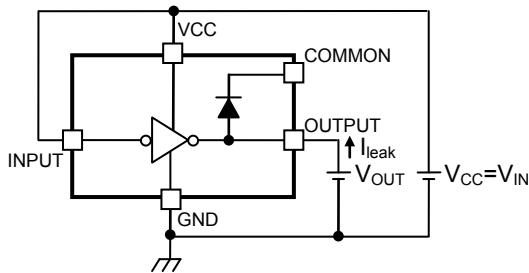 VCC
COMMON
INPUT
OUTPUT
Ileak
VOUT
VCC=VIN
GND